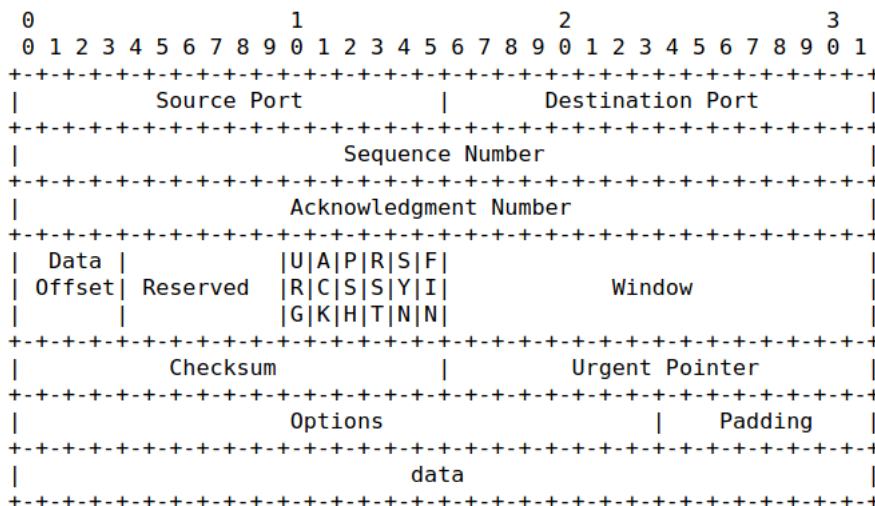 0                   1                   2                   3
 0 1 2 3 4 5 6 7 8 9 0 1 2 3 4 5 6 7 8 9 0 1 2 3 4 5 6 7 8 9 0 1
+-+-+-+-+-+-+-+-+-+-+-+-+-+-+-+-+-+-+-+-+-+-+-+-+-+-+-+-+-+-+-+-+
|          Source Port          |       Destination Port        |
+-+-+-+-+-+-+-+-+-+-+-+-+-+-+-+-+-+-+-+-+-+-+-+-+-+-+-+-+-+-+-+-+
|                        Sequence Number                        |
+-+-+-+-+-+-+-+-+-+-+-+-+-+-+-+-+-+-+-+-+-+-+-+-+-+-+-+-+-+-+-+-+
|                    Acknowledgment Number                      |
+-+-+-+-+-+-+-+-+-+-+-+-+-+-+-+-+-+-+-+-+-+-+-+-+-+-+-+-+-+-+-+-+
|  Data |           |U|A|P|R|S|F|                               |
| Offset| Reserved  |R|C|S|S|Y|I|            Window             |
|       |           |G|K|H|T|N|N|                               |
+-+-+-+-+-+-+-+-+-+-+-+-+-+-+-+-+-+-+-+-+-+-+-+-+-+-+-+-+-+-+-+-+
|           Checksum            |         Urgent Pointer        |
+-+-+-+-+-+-+-+-+-+-+-+-+-+-+-+-+-+-+-+-+-+-+-+-+-+-+-+-+-+-+-+-+
|                    Options                    |    Padding    |
+-+-+-+-+-+-+-+-+-+-+-+-+-+-+-+-+-+-+-+-+-+-+-+-+-+-+-+-+-+-+-+-+
|                             data                              |
+-+-+-+-+-+-+-+-+-+-+-+-+-+-+-+-+-+-+-+-+-+-+-+-+-+-+-+-+-+-+-+-+